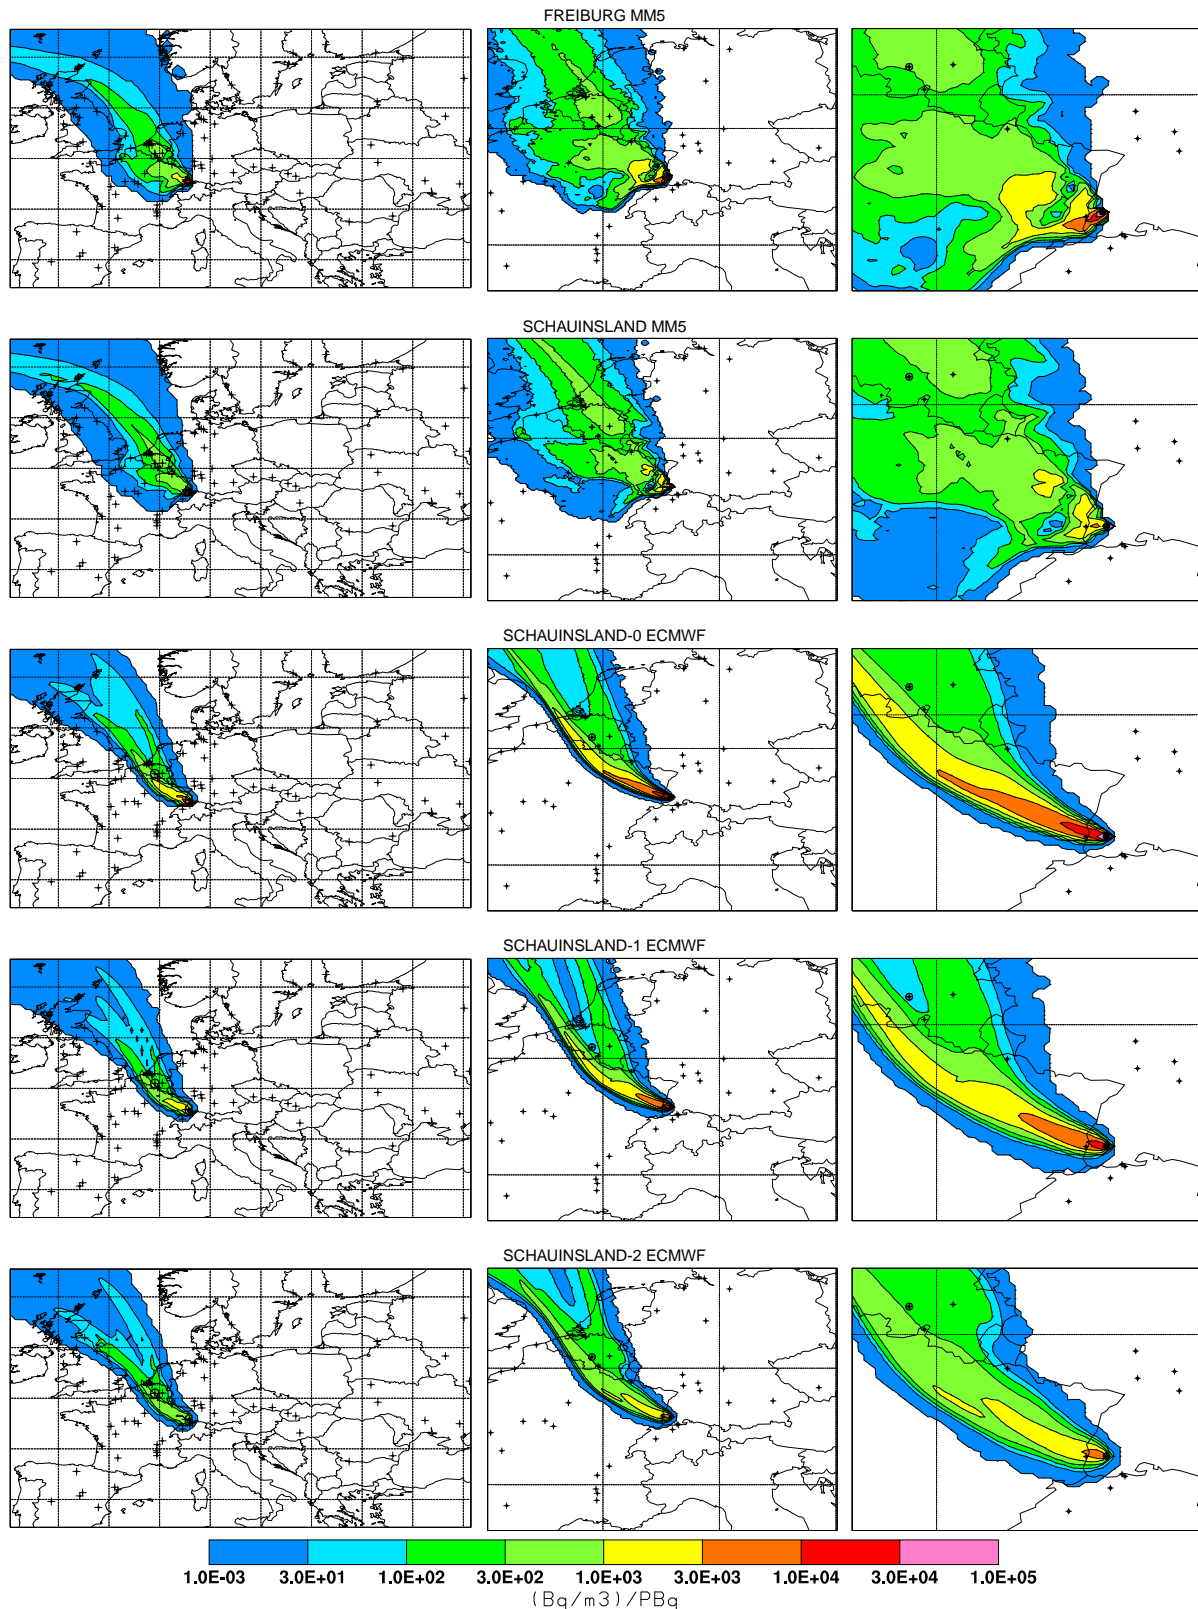 FREIBURG MM5
SCHAUINSLAND MM5
SCHAUINSLAND-0 ECMWF
SCHAUINSLAND-1 ECMWF
SCHAUINSLAND-2 ECMWF
1.0E-03 3.0E+01 1.0E+02 3.0E+02 1.0E+03 3.0E+03 1.0E+04 3.0E+04 1.0E+05
(Bq/m3)/PBq